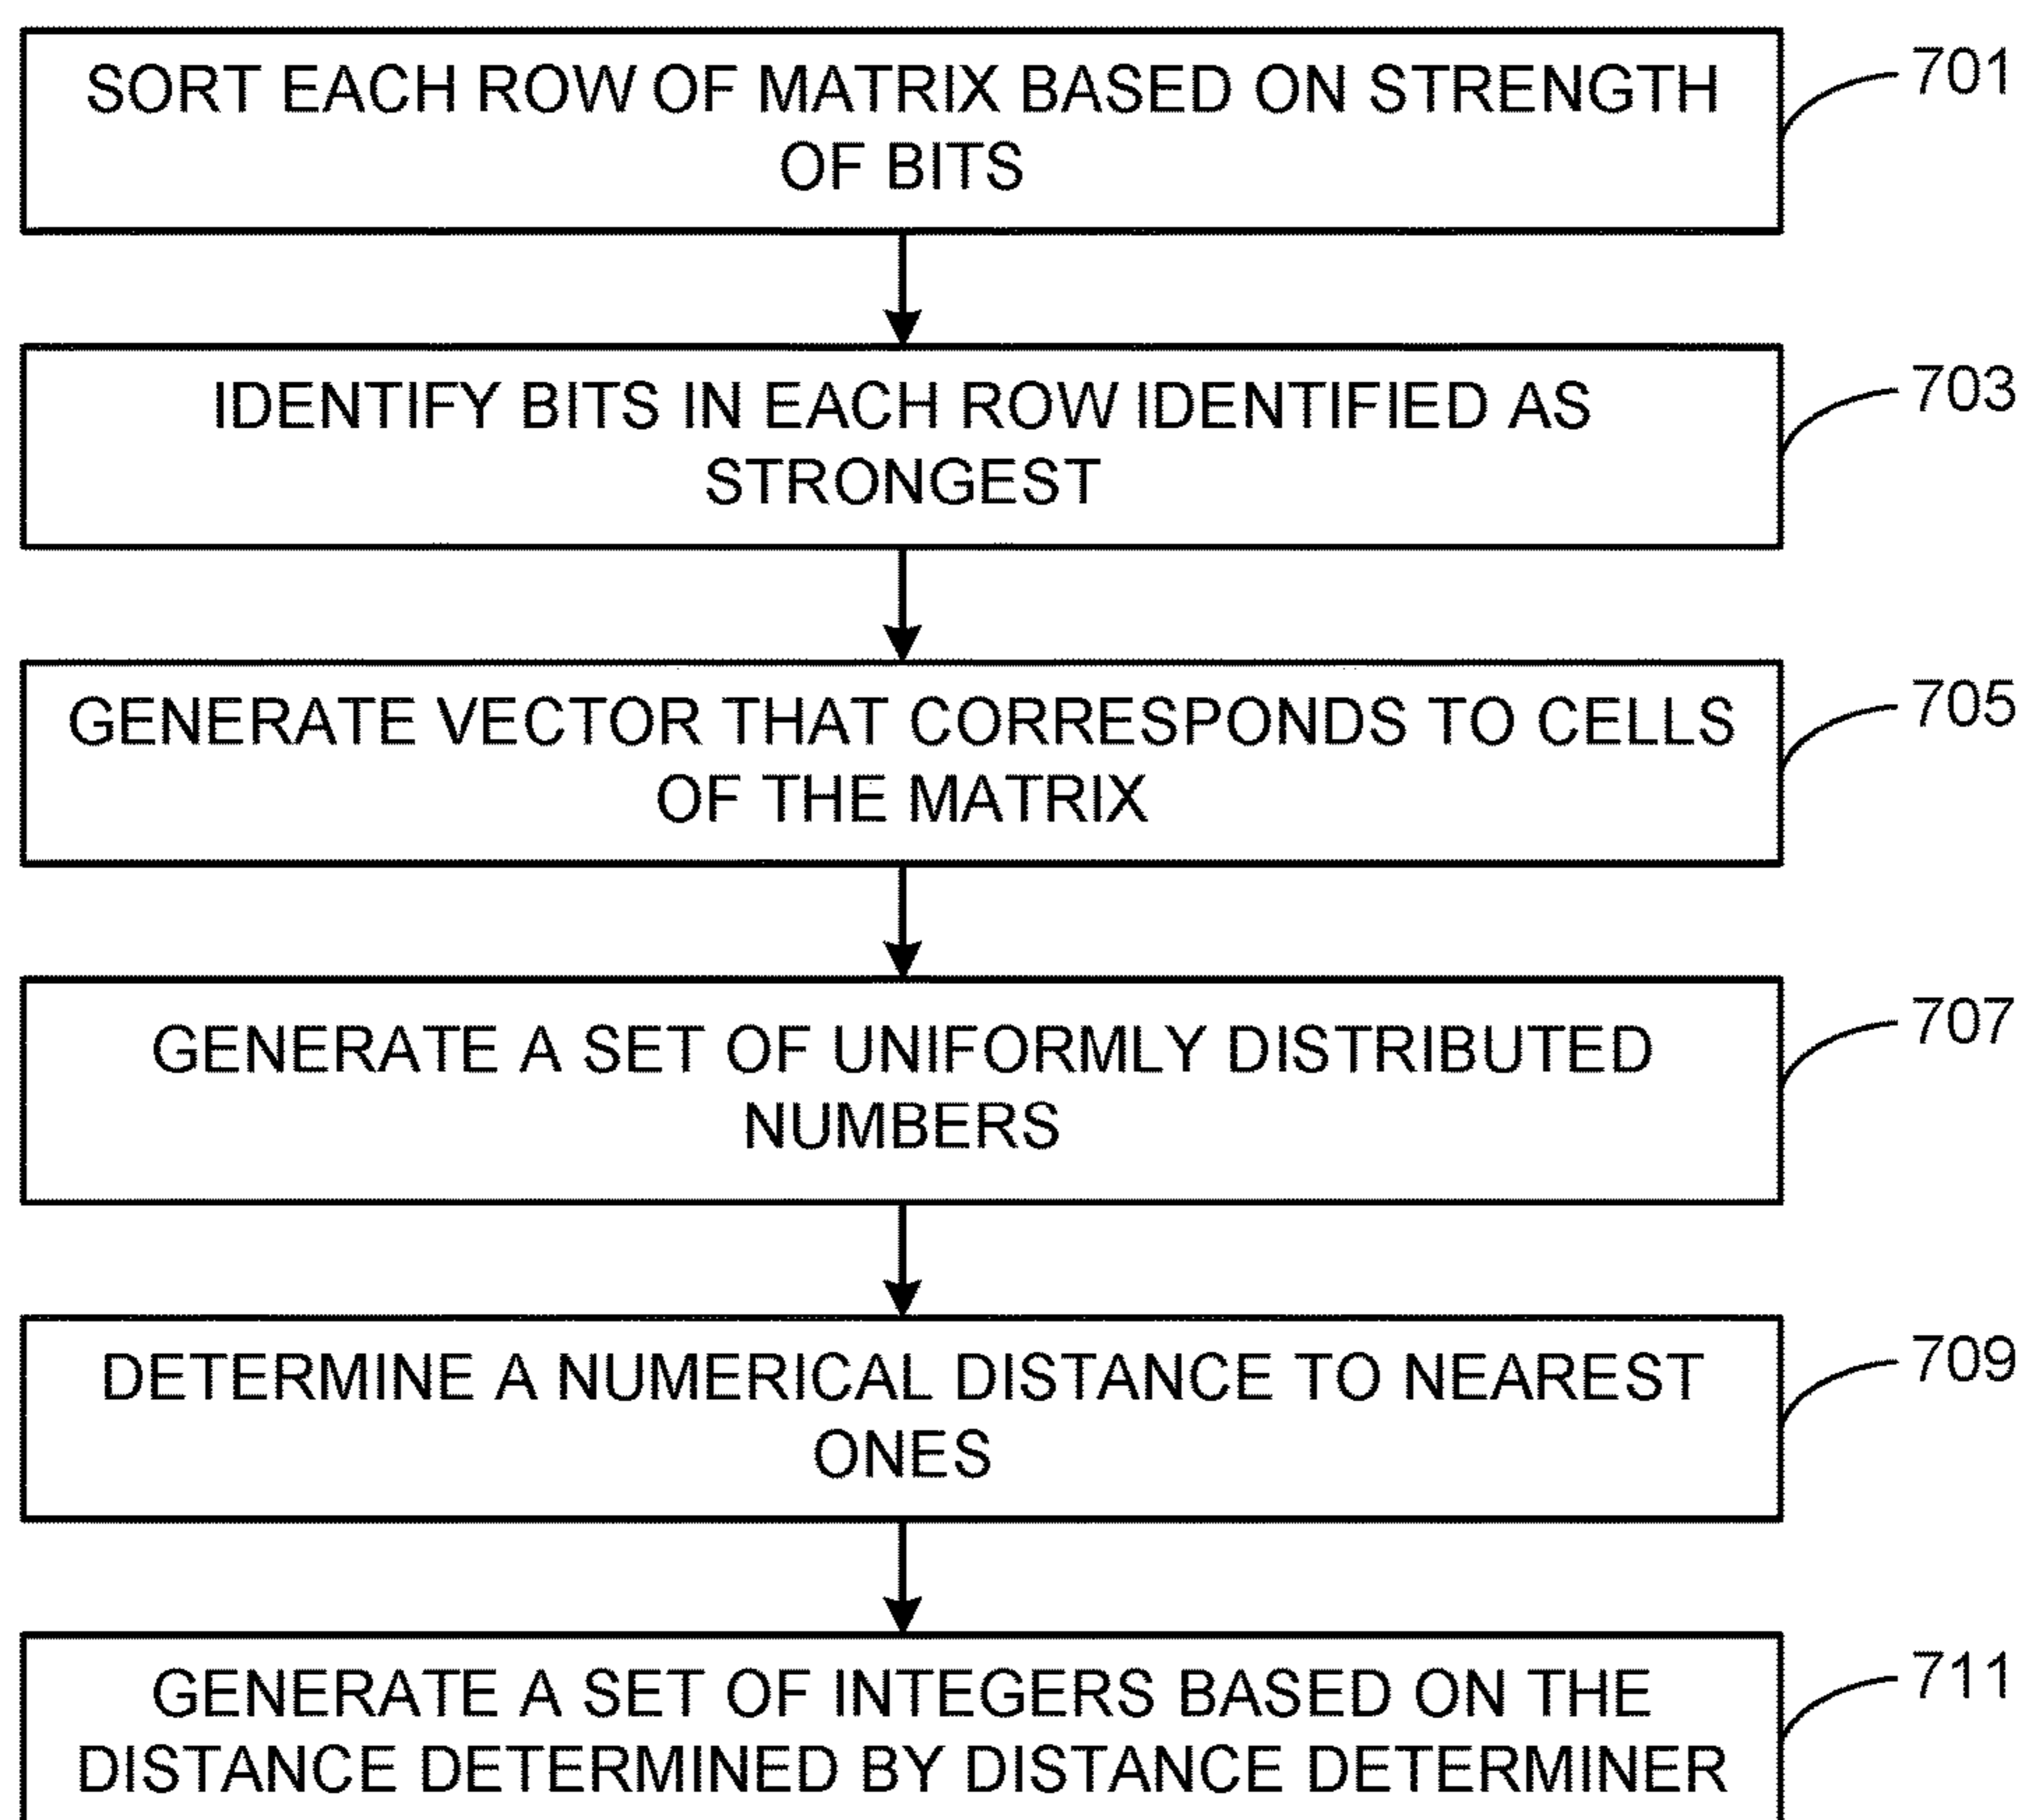 SORT EACH ROW OF MATRIX BASED ON STRENGTH
OF BITS
701
IDENTIFY BITS IN EACH ROW IDENTIFIED AS
STRONGEST
703
GENERATE VECTOR THAT CORRESPONDS TO CELLS
OF THE MATRIX
705
GENERATE A SET OF UNIFORMLY DISTRIBUTED
NUMBERS
707
DETERMINE A NUMERICAL DISTANCE TO NEAREST
ONES
709
GENERATE A SET OF INTEGERS BASED ON THE
DISTANCE DETERMINED BY DISTANCE DETERMINER
711